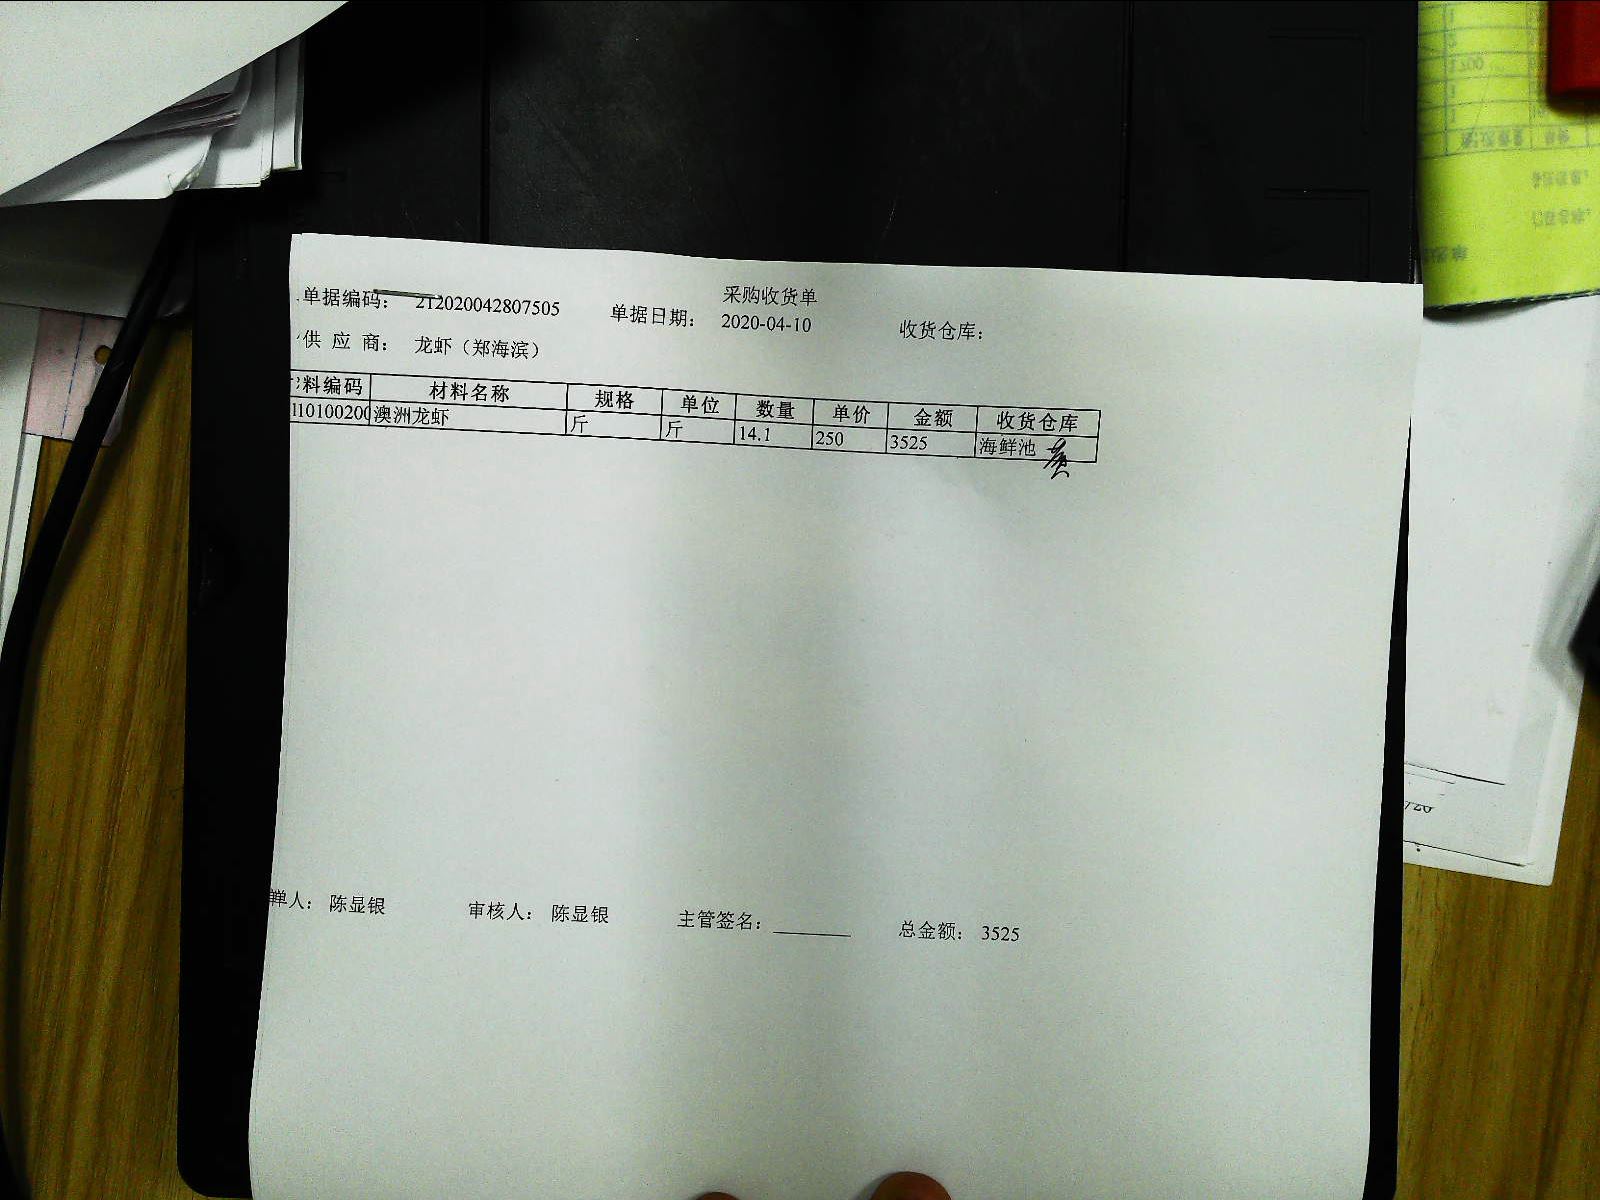 采购收货单
单据编码： 212020042807505 单据日期： 2020-04-10 收货仓库：
供 应 商： 龙虾（郑海滨）
料编码 材料名称 规格 单位 数量 单价 金额 收货仓库
110100200 澳洲龙虾 斤 斤 14.1 250 3525 海鲜池
单人： 陈显银 审核人： 陈显银 主管签名： 总金额： 3525